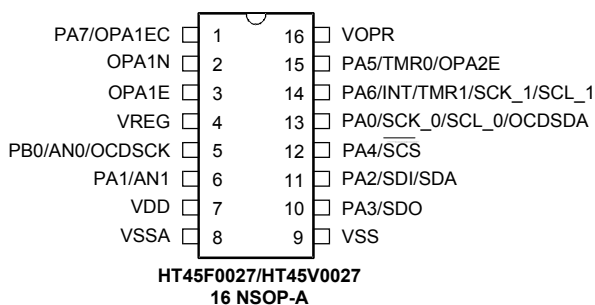 PA7/OPA1EC 1 16 VOPR
OPA1N 2 15 PA5/TMR0/OPA2E
OPA1E 3 14 PA6/INT/TMR1/SCK_1/SCL_1
VREG 4 13 PA0/SCK_0/SCL_0/OCDSDA
PB0/AN0/OCDSCK 5 12 PA4/SCS
PA1/AN1 6 11 PA2/SDI/SDA
VDD 7 10 PA3/SDO
VSSA 8 9 VSS
HT45F0027/HT45V0027
16 NSOP-A